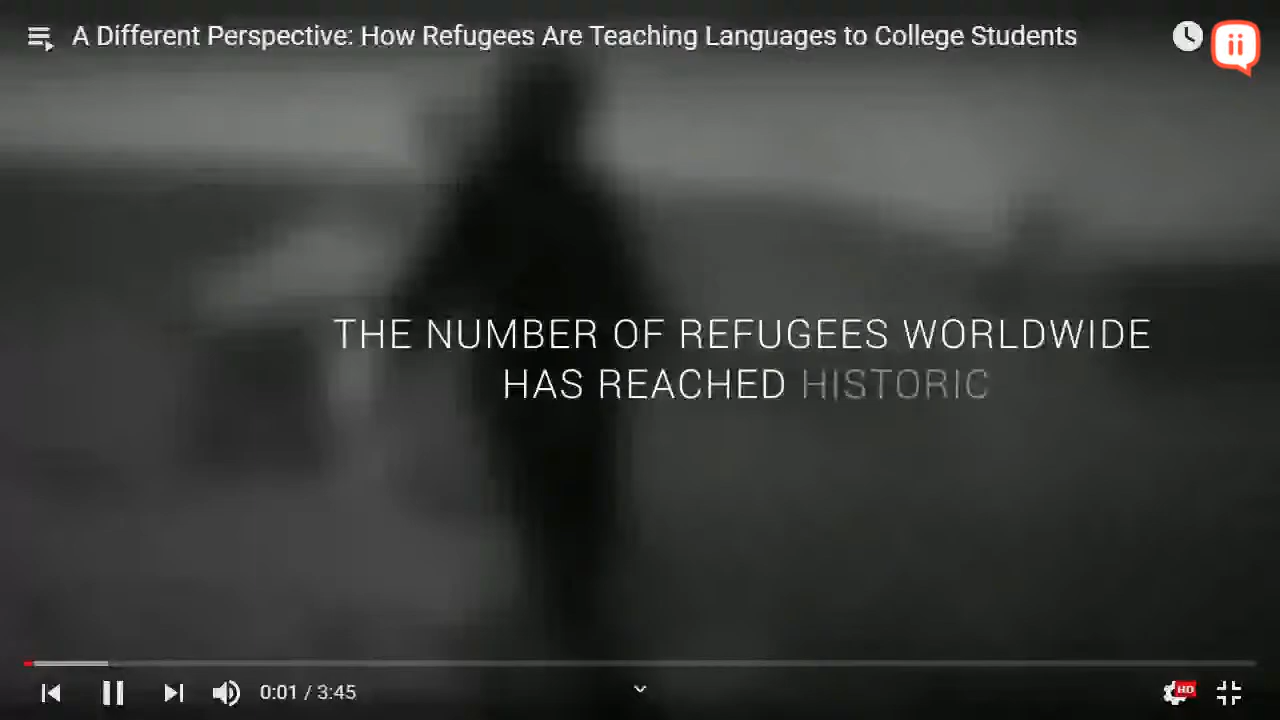 A Different Perspective: How Refugees Are Teaching Languages to College Students
THE NUMBER OF REFUGEES WORLDWIDE
HAS REACHED HISTORIC
0:01 / 3:45
HD